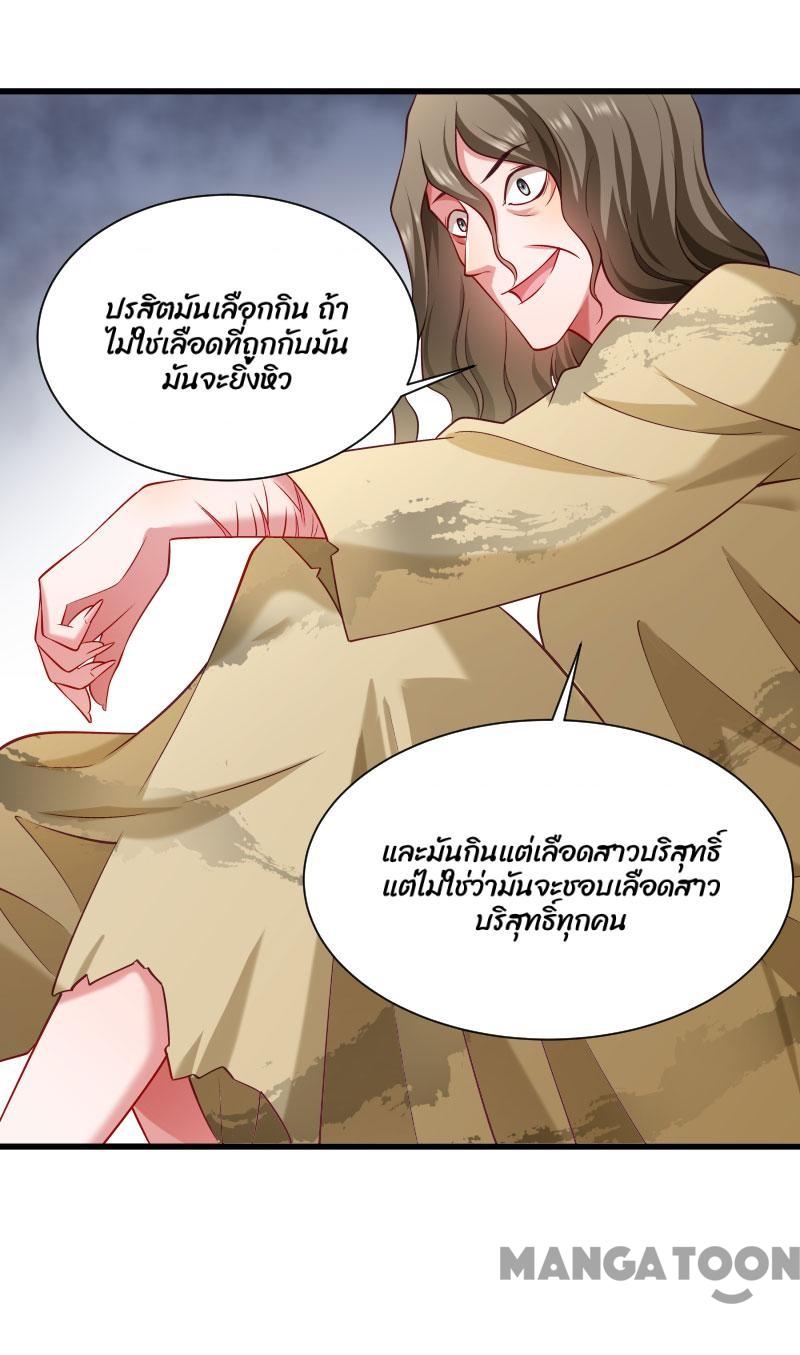 ปรสิตมันเลือกกิน ถ้า
ไม่ใช่เลือดที่ถูกกับมัน
มันจะยิ่งหิว
และมันกินแต่เลือดสาวบริสุทธิ์
แต่ไม่ใช่ว่ามันจะชอบเลือดสาว
บริสุทธิ์ทุกคน
MANGATOON